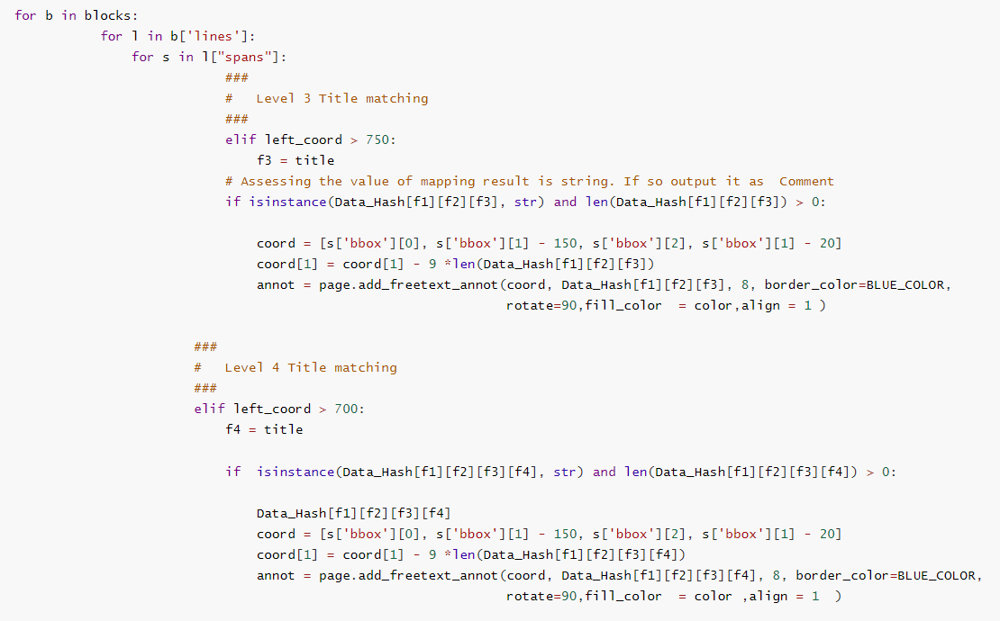 for b in blocks:
for l in b['lines']:
for s in l["spans"]:
###
#   Level 3 Title matching
###
elif left_coord > 750:
f3 = title
# Assessing the value of mapping result is string. If so output it as  Comment
if isinstance(Data_Hash[f1][f2][f3], str) and len(Data_Hash[f1][f2][f3]) > 0:
coord = [s['bbox'][0], s['bbox'][1] - 150, s['bbox'][2], s['bbox'][1] - 20]
coord[1] = coord[1] - 9 *len(Data_Hash[f1][f2][f3])
annot = page.add_freetext_annot(coord, Data_Hash[f1][f2][f3], 8, border_color=BLUE_COLOR,
rotate=90,fill_color  = color,align = 1 )
###
#   Level 4 Title matching
###
elif left_coord > 700:
f4 = title
if  isinstance(Data_Hash[f1][f2][f3][f4], str) and len(Data_Hash[f1][f2][f3][f4]) > 0:
Data_Hash[f1][f2][f3][f4]
coord = [s['bbox'][0], s['bbox'][1] - 150, s['bbox'][2], s['bbox'][1] - 20]
coord[1] = coord[1] - 9 *len(Data_Hash[f1][f2][f3][f4])
annot = page.add_freetext_annot(coord, Data_Hash[f1][f2][f3][f4], 8, border_color=BLUE_COLOR,
rotate=90,fill_color  = color ,align = 1  )